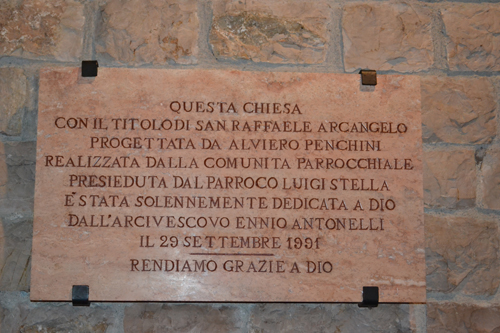 QUESTA CHIESA
CON IL TITOLO DI SAN RAFFAELE ARCANGELO
PROGETTATA DA ALVIERO PENCHINI
REALIZZATA DALLA COMUNITA PARROCCHIALE
PRESIEDUTA DAL PARROCO LUIGI STELLA
E' STATA SOLENNEMENTE DEDICATA A DIO
DALL'ARCIVESCOVO ENNIO ANTONELLI
IL 29 SETTEMBRE 1991
RENDIAMO GRAZIE A DIO